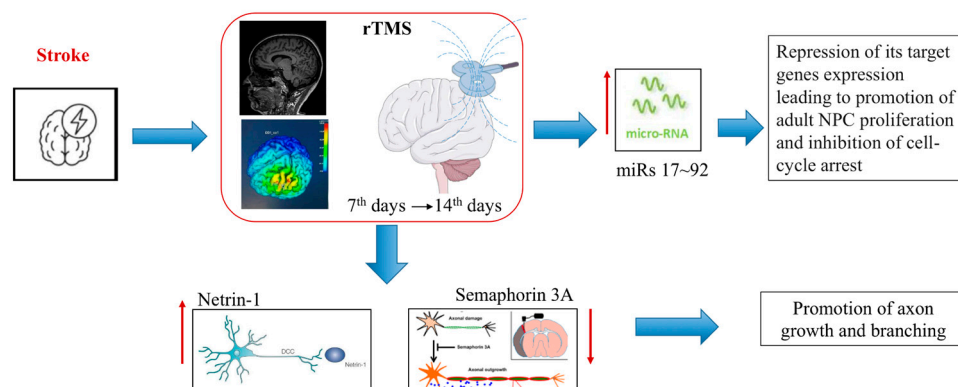 Stroke
rTMS
7th days → 14th days
micro-RNA
miRs 17~92
Repression of its target
genes expression
leading to promotion of
adult NPC proliferation
and inhibition of cell-
cycle arrest
Netrin-1
DCC
Netrin-1
Semaphorin 3A
Axonal damage
Semaphorin 3A
Axonal outgrowth
Promotion of axon
growth and branching